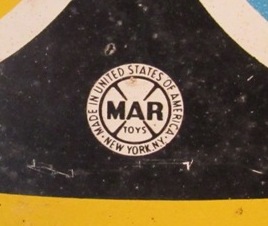 MADE IN UNITED STATES OF AMERICA
MAR
TOYS
NEW YORK, N.Y.